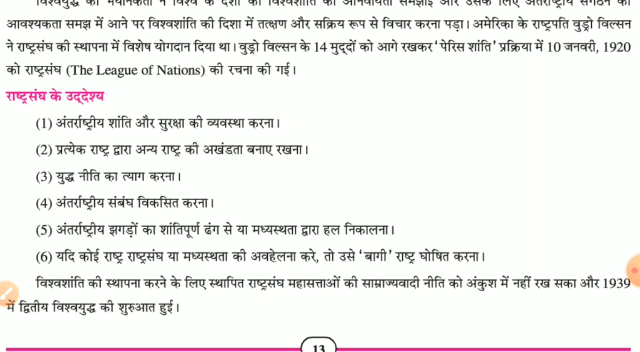 विश्वयुद्ध की भयानकता ने विश्व के देशों को विश्वशांति की अनिवार्यता समझाई और उसके लिए अंतर्राष्ट्रीय संगठन की
आवश्यकता समझ में आने पर विश्वशांति की दिशा में तत्क्षण और सक्रिय रूप से विचार करना पड़ा। अमेरिका के राष्ट्रपति वुड्रो विल्सन
ने राष्ट्रसंघ की स्थापना में विशेष योगदान दिया था। वुड्रो विल्सन के 14 मुद्दों को आगे रखकर ‘पेरिस शांति’ प्रक्रिया में 10 जनवरी, 1920
को राष्ट्रसंघ (The League of Nations) की रचना की गई।
राष्ट्रसंघ के उद्देश्य
(1) अंतर्राष्ट्रीय शांति और सुरक्षा की व्यवस्था करना।
(2) प्रत्येक राष्ट्र द्वारा अन्य राष्ट्र की अखंडता बनाए रखना।
(3) युद्ध नीति का त्याग करना।
(4) अंतर्राष्ट्रीय संबंध विकसित करना।
(5) अंतर्राष्ट्रीय झगड़ों का शांतिपूर्ण ढंग से या मध्यस्थता द्वारा हल निकालना।
(6) यदि कोई राष्ट्र राष्ट्रसंघ या मध्यस्थता की अवहेलना करे, तो उसे ‘बागी’ राष्ट्र घोषित करना।
विश्वशांति की स्थापना करने के लिए स्थापित राष्ट्रसंघ महासत्ताओं की साम्राज्यवादी नीति को अंकुश में नहीं रख सका और 1939
में द्वितीय विश्वयुद्ध की शुरुआत हुई।
13